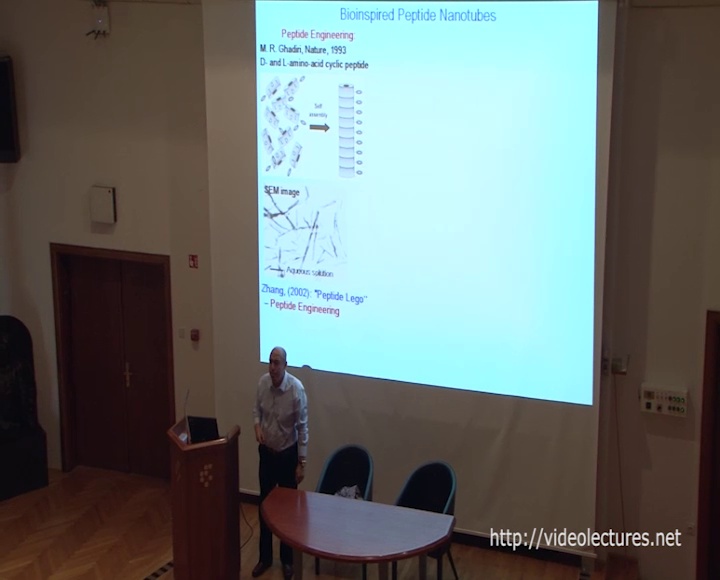 Bioinspired Peptide Nanotubes
Peptide Engineering:
M. R. Ghadiri, Nature, 1993
D- and L-amino-acid cyclic peptide
Self
assembly
SEM image
Aqueous solution
Zhang, (2002): "Peptide Lego"
– Peptide Engineering
http://videolectures.net